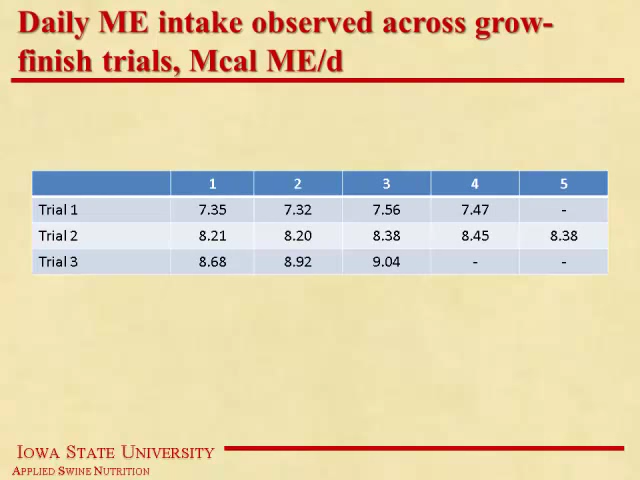 Daily ME intake observed across grow-
finish trials, Mcal ME/d
1 2 3 4 5
Trial 1 7.35 7.32 7.56 7.47 -
Trial 2 8.21 8.20 8.38 8.45 8.38
Trial 3 8.68 8.92 9.04 - -
IOWA STATE UNIVERSITY
APPLIED SWINE NUTRITION